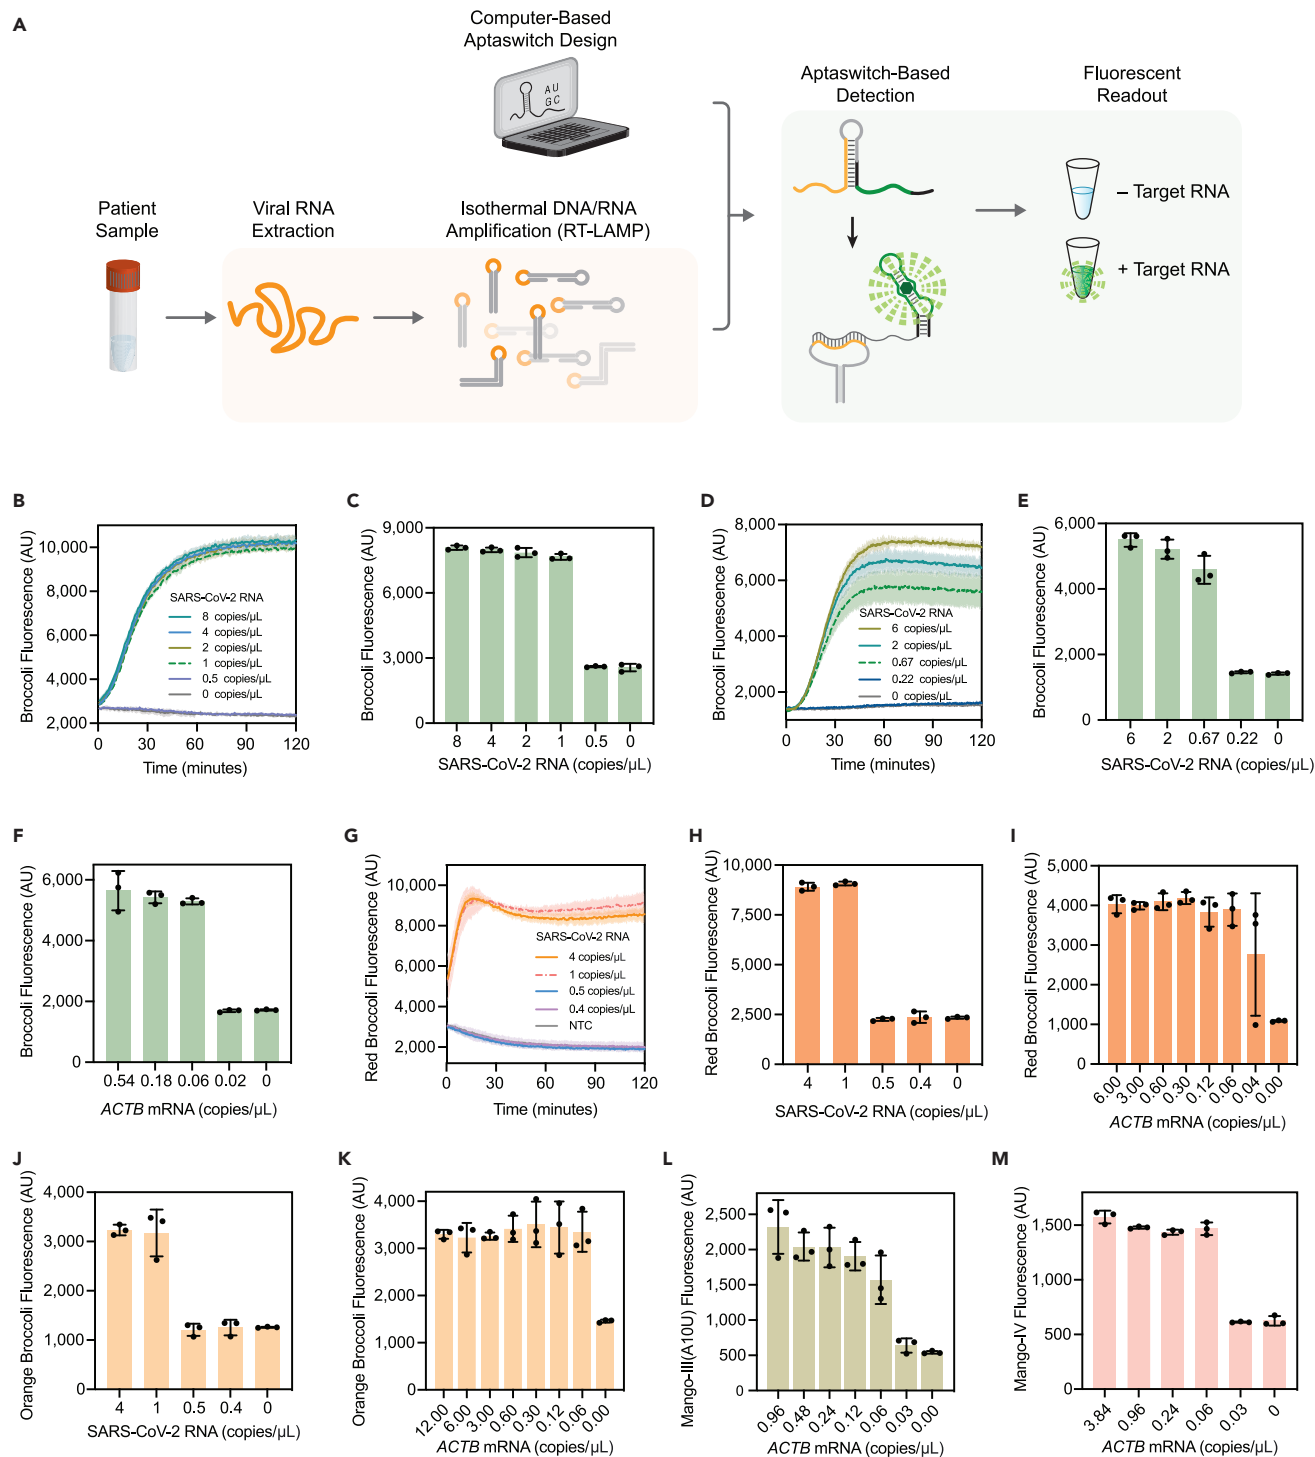 A
Computer-Based
Aptaswitch Design
A U
G C
Aptaswitch-Based
Detection
Fluorescent
Readout
Patient
Sample
Viral RNA
Extraction
Isothermal DNA/RNA
Amplification (RT-LAMP)
– Target RNA
+ Target RNA
B
Broccoli Fluorescence (AU)
10,000
8,000
6,000
4,000
2,000
SARS-CoV-2 RNA
8 copies/µL
4 copies/µL
2 copies/µL
1 copies/µL
0.5 copies/µL
0 copies/µL
0 30 60 90 120
Time (minutes)
C
Broccoli Fluorescence (AU)
9,000
6,000
3,000
0
8 4 2 1 0.5 0
SARS-CoV-2 RNA (copies/µL)
D
Broccoli Fluorescence (AU)
8,000
6,000
4,000
2,000
SARS-CoV-2 RNA
6 copies/µL
2 copies/µL
0.67 copies/µL
0.22 copies/µL
0 copies/µL
0 30 60 90 120
Time (minutes)
E
Broccoli Fluorescence (AU)
6,000
4,000
2,000
0
6 2 0.67 0.22 0
SARS-CoV-2 RNA (copies/µL)
F
Broccoli Fluorescence (AU)
6,000
4,000
2,000
0
0.54 0.18 0.06 0.02 0
ACTB mRNA (copies/µL)
G
Red Broccoli Fluorescence (AU)
10,000
8,000
6,000
4,000
2,000
SARS-CoV-2 RNA
4 copies/µL
1 copies/µL
0.5 copies/µL
0.4 copies/µL
NTC
0 30 60 90 120
Time (minutes)
H
Red Broccoli Fluorescence (AU)
10,000
7,500
5,000
2,500
0
4 1 0.5 0.4 0
SARS-CoV-2 RNA (copies/µL)
I
Red Broccoli Fluorescence (AU)
5,000
4,000
3,000
2,000
1,000
0
6.00 3.00 0.60 0.30 0.12 0.06 0.04 0.00
ACTB mRNA (copies/µL)
J
Orange Broccoli Fluorescence (AU)
4,000
3,000
2,000
1,000
0
4 1 0.5 0.4 0
SARS-CoV-2 RNA (copies/µL)
K
Orange Broccoli Fluorescence (AU)
4,000
3,000
2,000
1,000
0
12.00 6.00 3.00 0.60 0.30 0.12 0.06 0.00
ACTB mRNA (copies/µL)
L
Mango-III(A10U) Fluorescence (AU)
2,500
2,000
1,500
1,000
500
0
0.96 0.48 0.24 0.12 0.06 0.03 0.00
ACTB mRNA (copies/µL)
M
Mango-IV Fluorescence (AU)
1,500
1,000
500
0
3.84 0.96 0.24 0.06 0.03 0
ACTB mRNA (copies/µL)